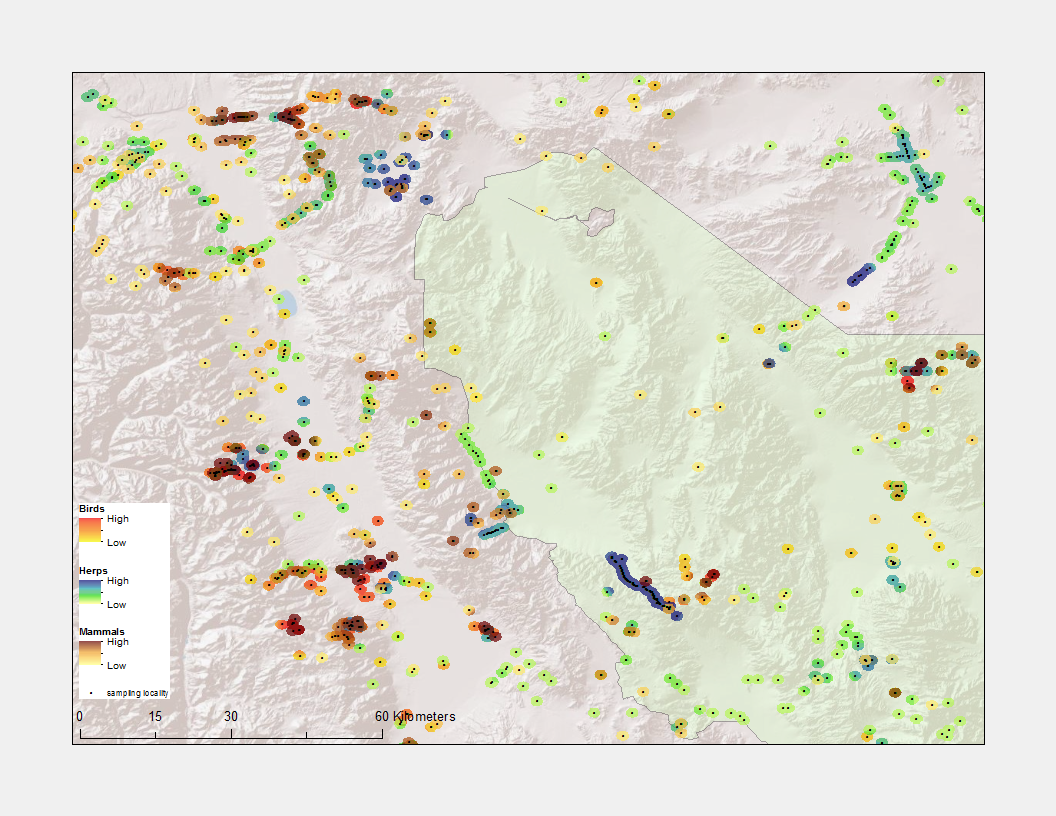 Birds
High
Low
Herps
High
Low
Mammals
High
Low
sampling locality
0 15 30 60 Kilometers